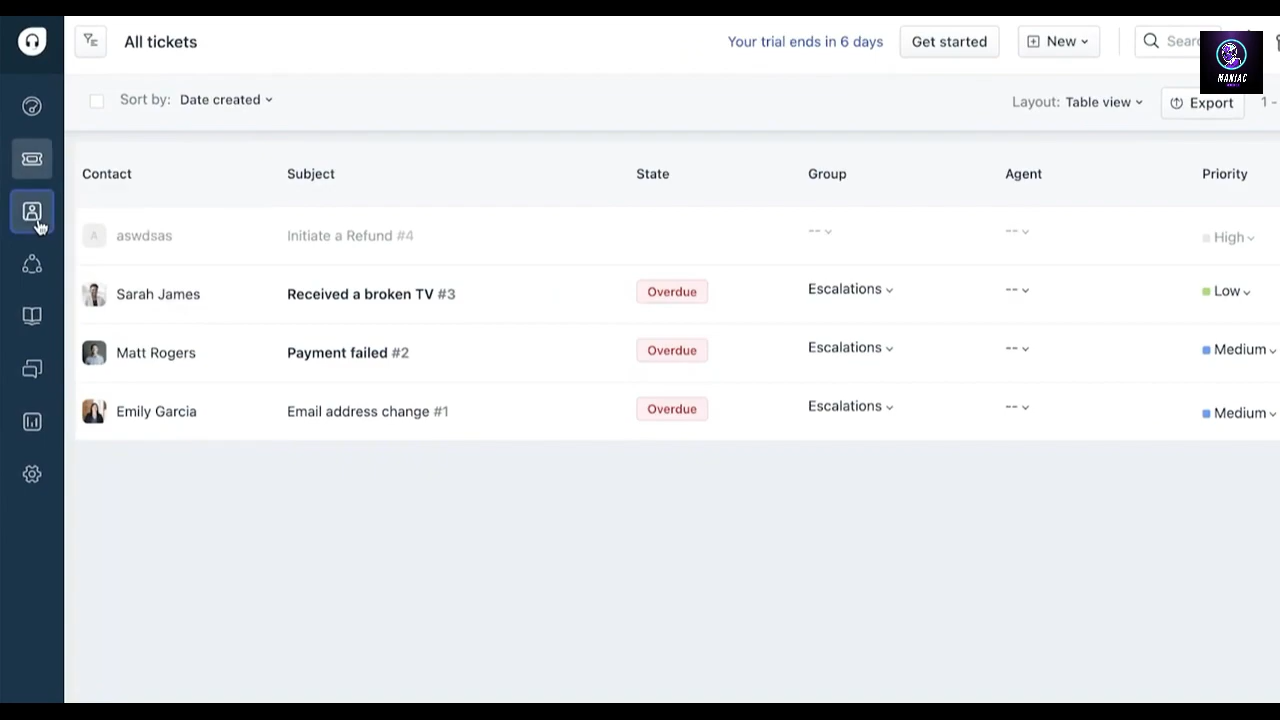 All tickets
Your trial ends in 6 days
Get started
New
MANIAC
Sort by: Date created
Layout: Table view
Export
1 -
Contact Subject State Group Agent Priority
A aswdsas Initiate a Refund #4 -- -- High
Sarah James Received a broken TV #3 Overdue Escalations -- Low
Matt Rogers Payment failed #2 Overdue Escalations -- Medium
Emily Garcia Email address change #1 Overdue Escalations -- Medium